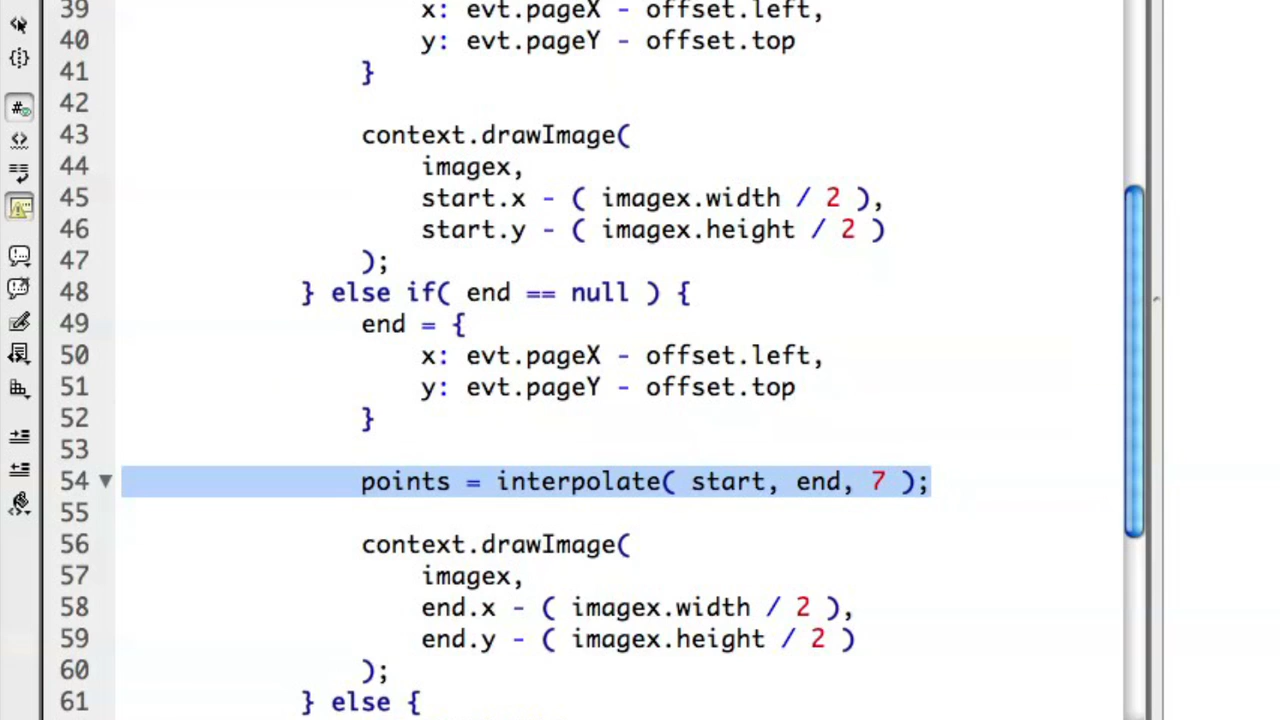 39 x: evt.pageX - offset.left,
40 y: evt.pageY - offset.top
41 }
42
43 context.drawImage(
44 imagex,
45 start.x - ( imagex.width / 2 ),
46 start.y - ( imagex.height / 2 )
47 );
48 } else if( end == null ) {
49 end = {
50 x: evt.pageX - offset.left,
51 y: evt.pageY - offset.top
52 }
53
54 points = interpolate( start, end, 7 );
55
56 context.drawImage(
57 imagex,
58 end.x - ( imagex.width / 2 ),
59 end.y - ( imagex.height / 2 )
60 );
61 } else {